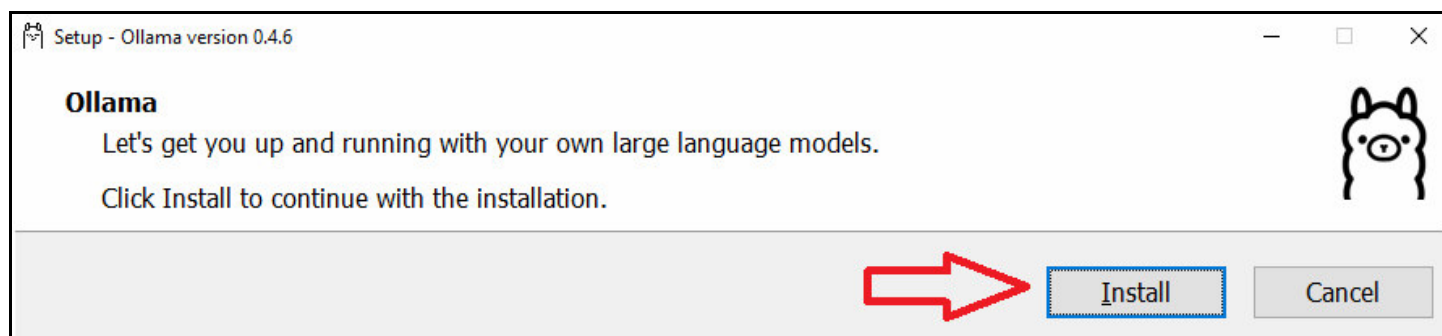 Setup - Ollama version 0.4.6
Ollama
Let's get you up and running with your own large language models.
Click Install to continue with the installation.
Install
Cancel